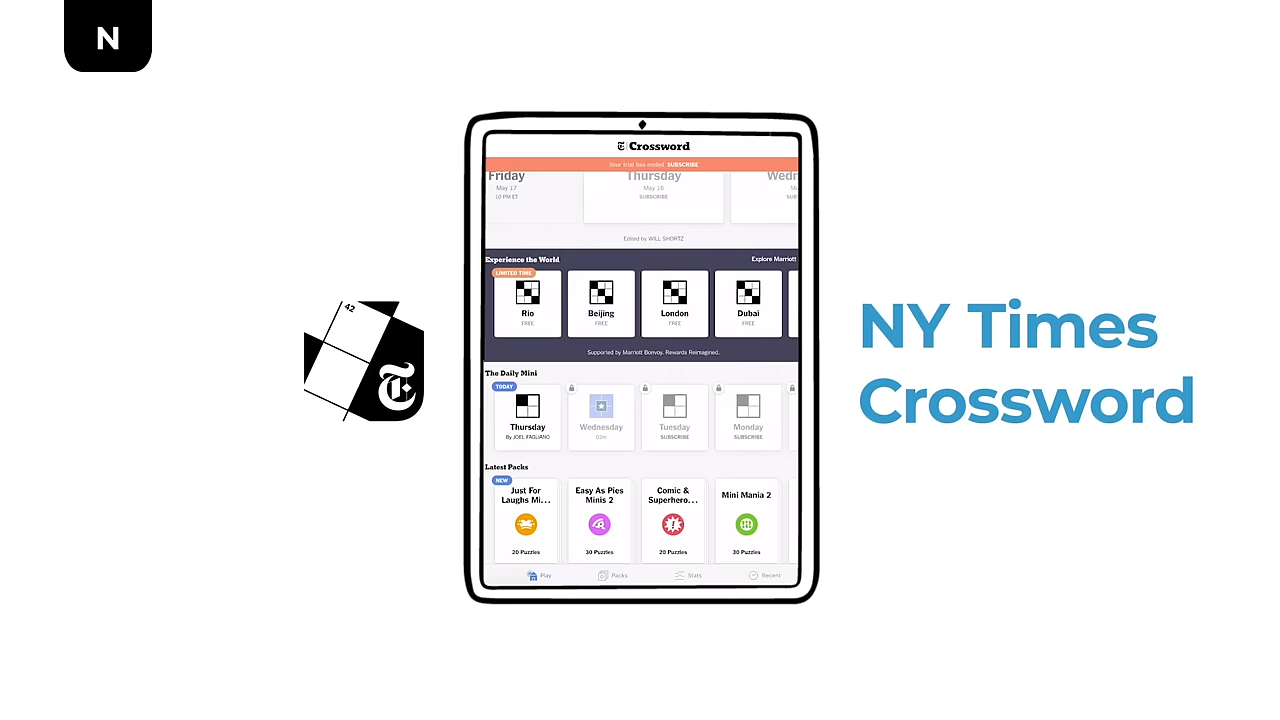 N
Crossword
Your trial has ended SUBSCRIBE
Friday
May 17
10 PM ET
Thursday
May 16
SUBSCRIBE
Edited by WILL SHORTZ
Experience the World
Explore Marriott
LIMITED TIME
Rio
FREE
Beijing
FREE
London
FREE
Dubai
FREE
Supported by Marriott Bonvoy. Rewards Reimagined.
The Daily Mini
TODAY
Thursday
By JOEL FAGLIANO
Wednesday
02m
Tuesday
SUBSCRIBE
Monday
SUBSCRIBE
Latest Packs
NEW
Just For
Laughs Mi...
20 Puzzles
Easy As Pies
Minis 2
30 Puzzles
Comic &
Superhero...
20 Puzzles
Mini Mania 2
30 Puzzles
Play
Packs
Stats
Recent
42
T
NY Times
Crossword